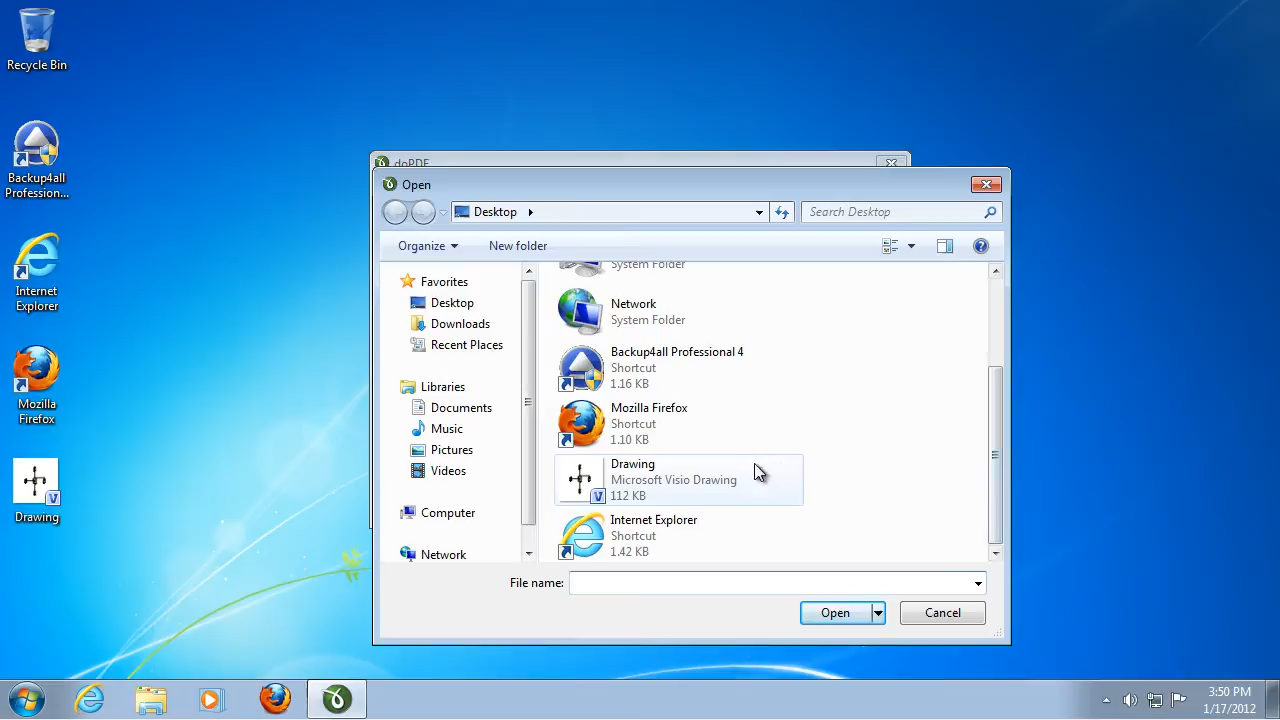 Recycle Bin
Backup4all
Profession...
Internet
Explorer
Mozilla
Firefox
Drawing
doPDF
Open
Desktop
Search Desktop
Organize
New folder
Favorites
Desktop
Downloads
Recent Places
Libraries
Documents
Music
Pictures
Videos
Computer
Network
System Folder
Network
System Folder
Backup4all Professional 4
Shortcut
1.16 KB
Mozilla Firefox
Shortcut
1.10 KB
Drawing
Microsoft Visio Drawing
112 KB
Internet Explorer
Shortcut
1.42 KB
File name:
Open
Cancel
3:50 PM
1/17/2012